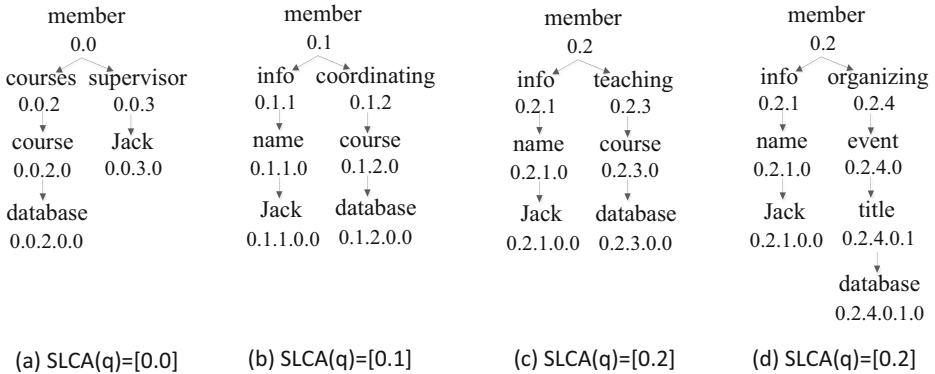 member
0.0
courses supervisor
0.0.2 0.0.3
course Jack
0.0.2.0 0.0.3.0
database
0.0.2.0.0
(a) SLCA(q)=[0.0]
member
0.1
info coordinating
0.1.1 0.1.2
name course
0.1.1.0 0.1.2.0
Jack database
0.1.1.0.0 0.1.2.0.0
(b) SLCA(q)=[0.1]
member
0.2
info teaching
0.2.1 0.2.3
name course
0.2.1.0 0.2.3.0
Jack database
0.2.1.0.0 0.2.3.0.0
(c) SLCA(q)=[0.2]
member
0.2
info organizing
0.2.1 0.2.4
name event
0.2.1.0 0.2.4.0
Jack title
0.2.1.0.0 0.2.4.0.1
database
0.2.4.0.1.0
(d) SLCA(q)=[0.2]